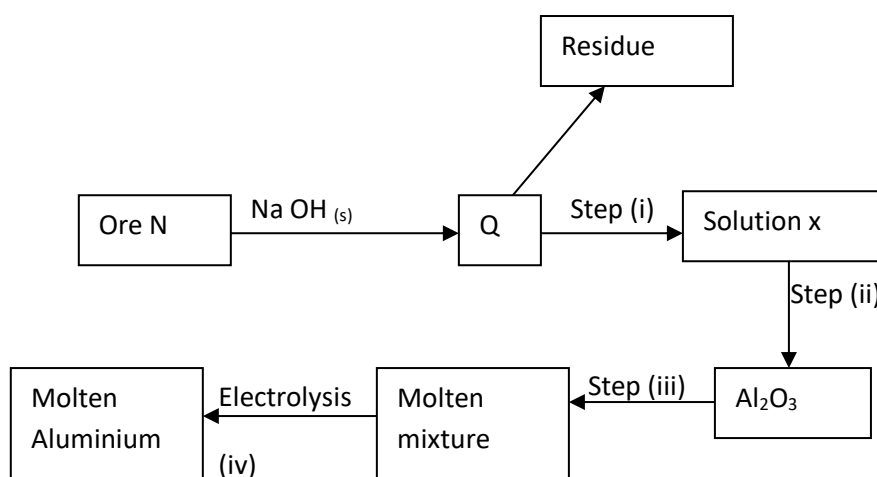 Residue
Ore N
Na OH (s)
Q
Step (i)
Solution x
Step (ii)
Molten
Aluminium
Electrolysis
(iv)
Molten
mixture
Step (iii)
Al₂O₃